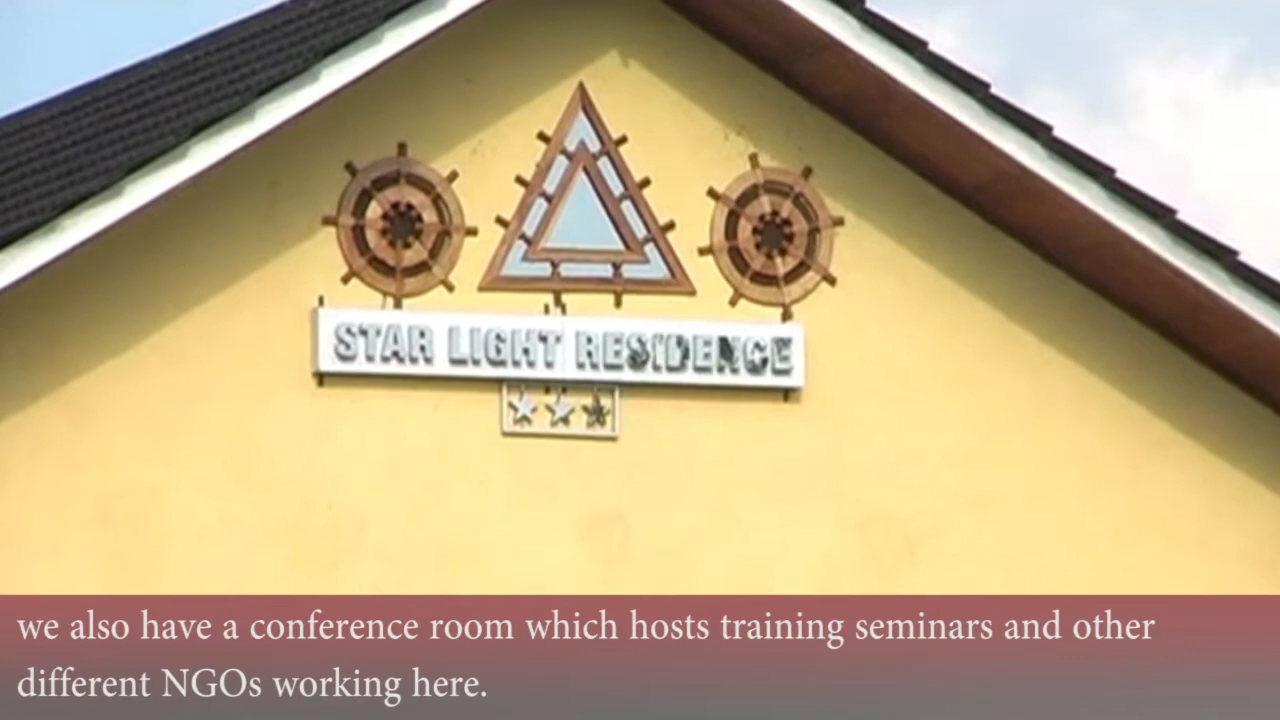 STAR LIGHT RESIDENCE
we also have a conference room which hosts training seminars and other
different NGOs working here.